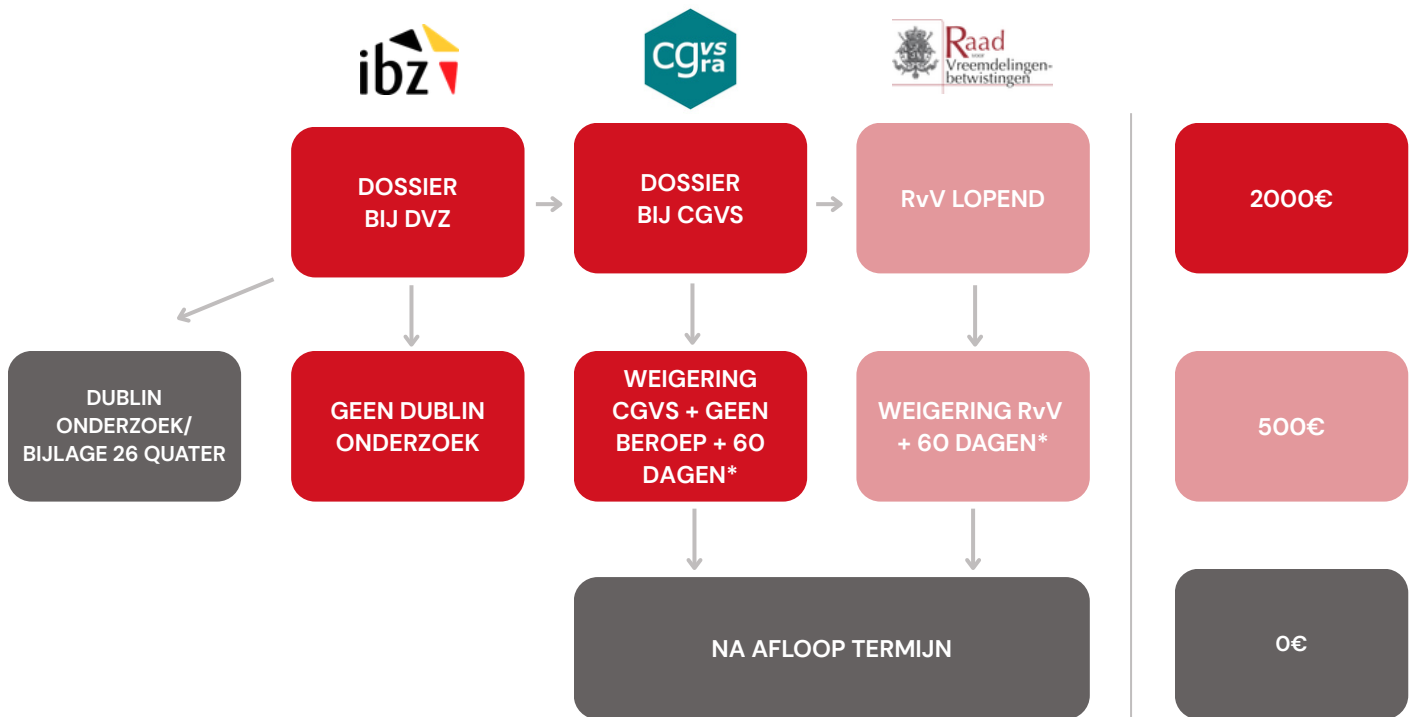 ibz
cgvs
ra
Raad
voor
Vreemdelingen-
betwistingen
DOSSIER
BIJ DVZ
DOSSIER
BIJ CGVS
RvV LOPEND
2000€
DUBLIN
ONDERZOEK/
BIJLAGE 26 QUATER
GEEN DUBLIN
ONDERZOEK
WEIGERING
CGVS + GEEN
BEROEP + 60
DAGEN*
WEIGERING RvV
+ 60 DAGEN*
500€
NA AFLOOP TERMIJN
0€